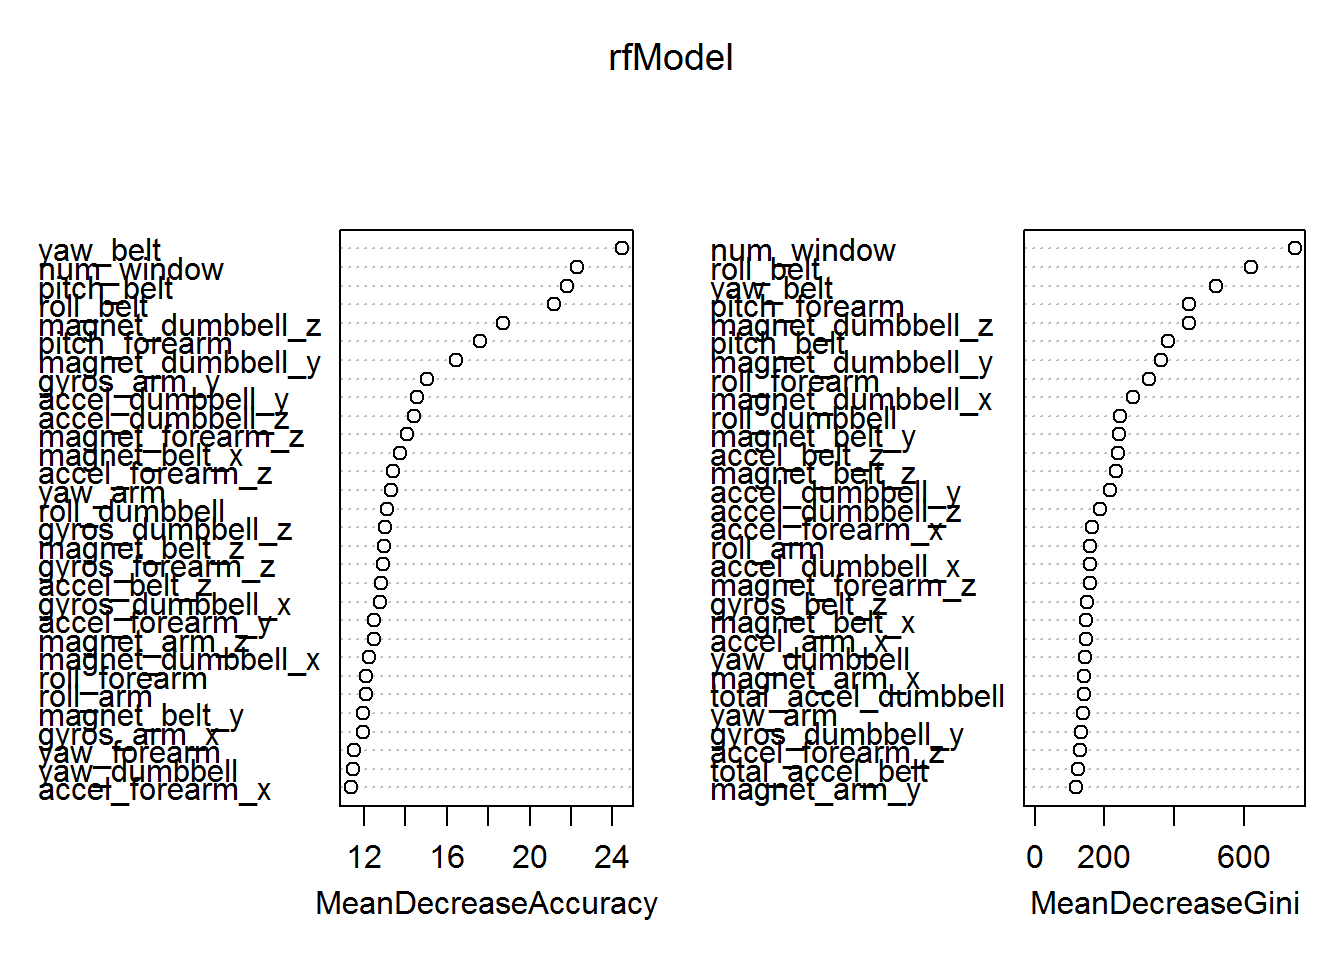 rfModel
yaw_belt
num_window
pitch_belt
roll_belt
magnet_dumbbell_z
pitch_forearm
magnet_dumbbell_y
gyros_arm_y
accel_dumbbell_y
accel_dumbbell_z
magnet_forearm_z
magnet_belt_x
accel_forearm_z
yaw_arm
roll_dumbbell
gyros_dumbbell_z
magnet_belt_z
gyros_forearm_z
accel_belt_z
gyros_dumbbell_x
accel_forearm_y
magnet_arm_z
magnet_dumbbell_x
roll_forearm
roll_arm
magnet_belt_y
gyros_arm_x
yaw_forearm
yaw_dumbbell
accel_forearm_x
12 16 20 24
MeanDecreaseAccuracy
num_window
roll_belt
yaw_belt
pitch_forearm
magnet_dumbbell_z
pitch_belt
magnet_dumbbell_y
roll_forearm
magnet_dumbbell_x
roll_dumbbell
magnet_belt_y
accel_belt_z
magnet_belt_z
accel_dumbbell_y
accel_dumbbell_z
accel_forearm_x
roll_arm
accel_dumbbell_x
magnet_forearm_z
gyros_belt_z
magnet_belt_x
accel_arm_x
yaw_dumbbell
magnet_arm_x
total_accel_dumbbell
yaw_arm
gyros_dumbbell_y
accel_forearm_z
total_accel_belt
magnet_arm_y
0 200 600
MeanDecreaseGini